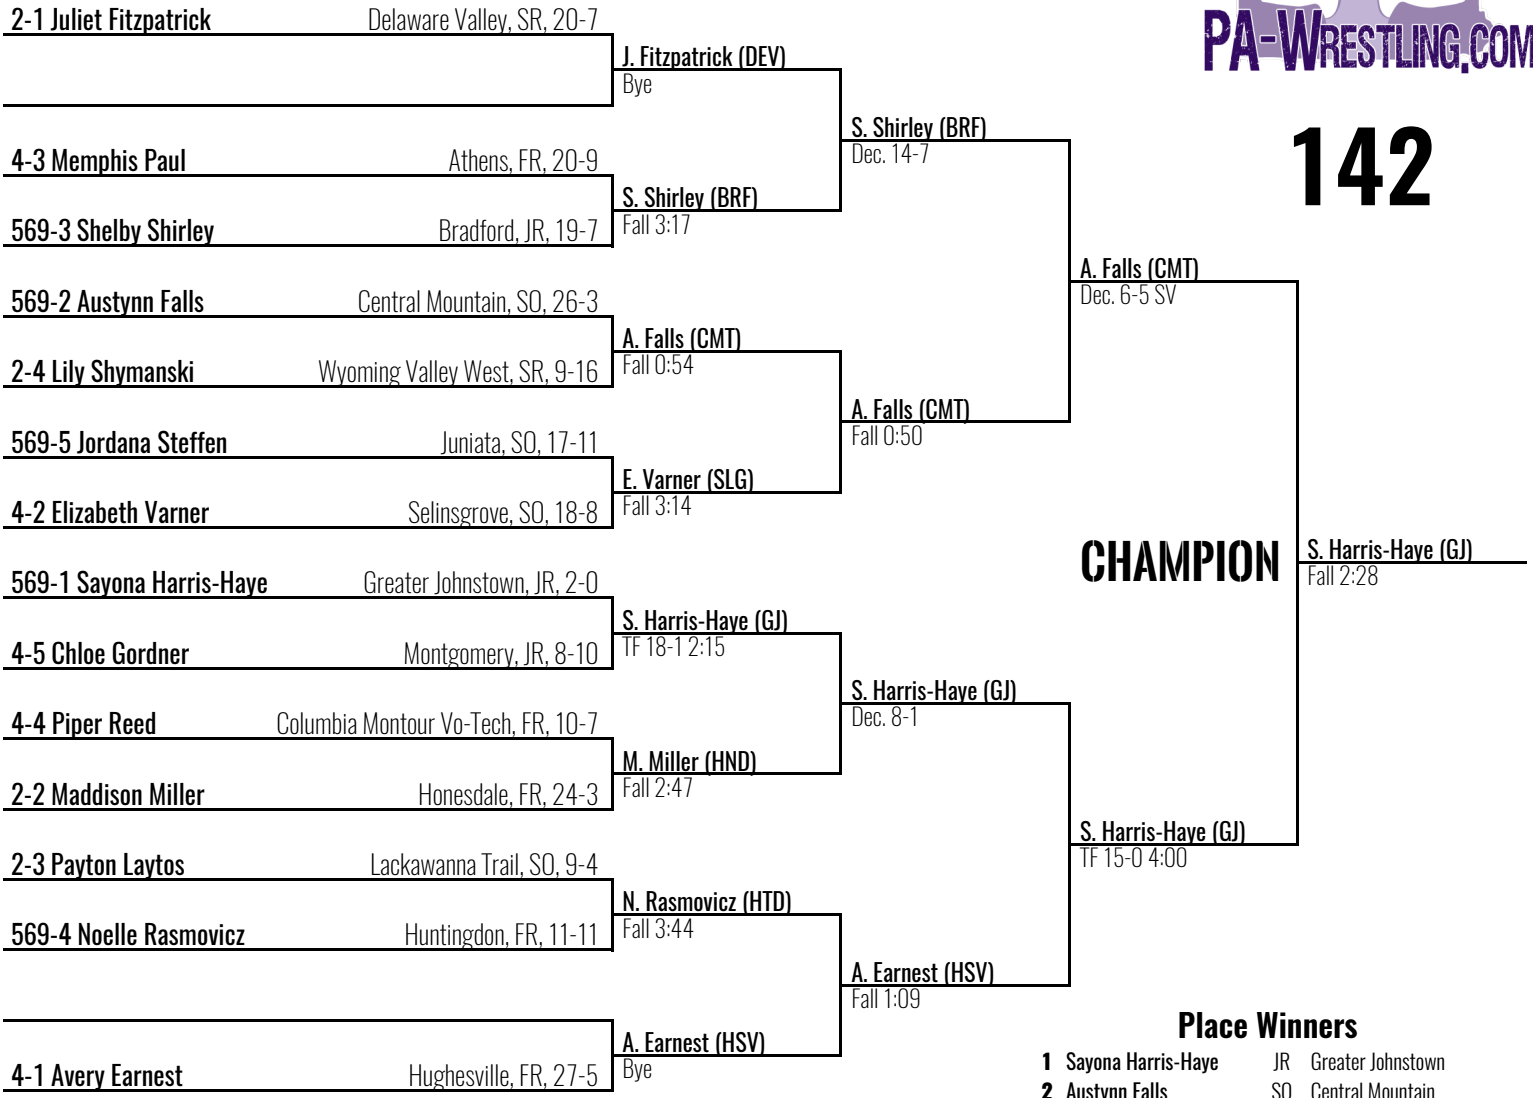 2-1 Juliet Fitzpatrick Delaware Valley, SR, 20-7
J. Fitzpatrick (DEV)
Bye
4-3 Memphis Paul Athens, FR, 20-9
569-3 Shelby Shirley Bradford, JR, 19-7
S. Shirley (BRF)
Fall 3:17
S. Shirley (BRF)
Dec. 14-7
569-2 Austynn Falls Central Mountain, SO, 26-3
2-4 Lily Shymanski Wyoming Valley West, SR, 9-16
A. Falls (CMT)
Fall 0:54
569-5 Jordana Steffen Juniata, SO, 17-11
4-2 Elizabeth Varner Selinsgrove, SO, 18-8
E. Varner (SLG)
Fall 3:14
A. Falls (CMT)
Fall 0:50
A. Falls (CMT)
Dec. 6-5 SV
569-1 Sayona Harris-Haye Greater Johnstown, JR, 2-0
4-5 Chloe Gordner Montgomery, JR, 8-10
S. Harris-Haye (GJ)
TF 18-1 2:15
4-4 Piper Reed Columbia Montour Vo-Tech, FR, 10-7
2-2 Maddison Miller Honesdale, FR, 24-3
M. Miller (HND)
Fall 2:47
S. Harris-Haye (GJ)
Dec. 8-1
2-3 Payton Laytos Lackawanna Trail, SO, 9-4
569-4 Noelle Rasmovicz Huntingdon, FR, 11-11
N. Rasmovicz (HTD)
Fall 3:44
4-1 Avery Earnest Hughesville, FR, 27-5
A. Earnest (HSV)
Bye
A. Earnest (HSV)
Fall 1:09
S. Harris-Haye (GJ)
TF 15-0 4:00
CHAMPION
S. Harris-Haye (GJ)
Fall 2:28
PA-WRESTLING.COM
142
Place Winners
1 Sayona Harris-Haye JR Greater Johnstown
2 Austynn Falls SO Central Mountain